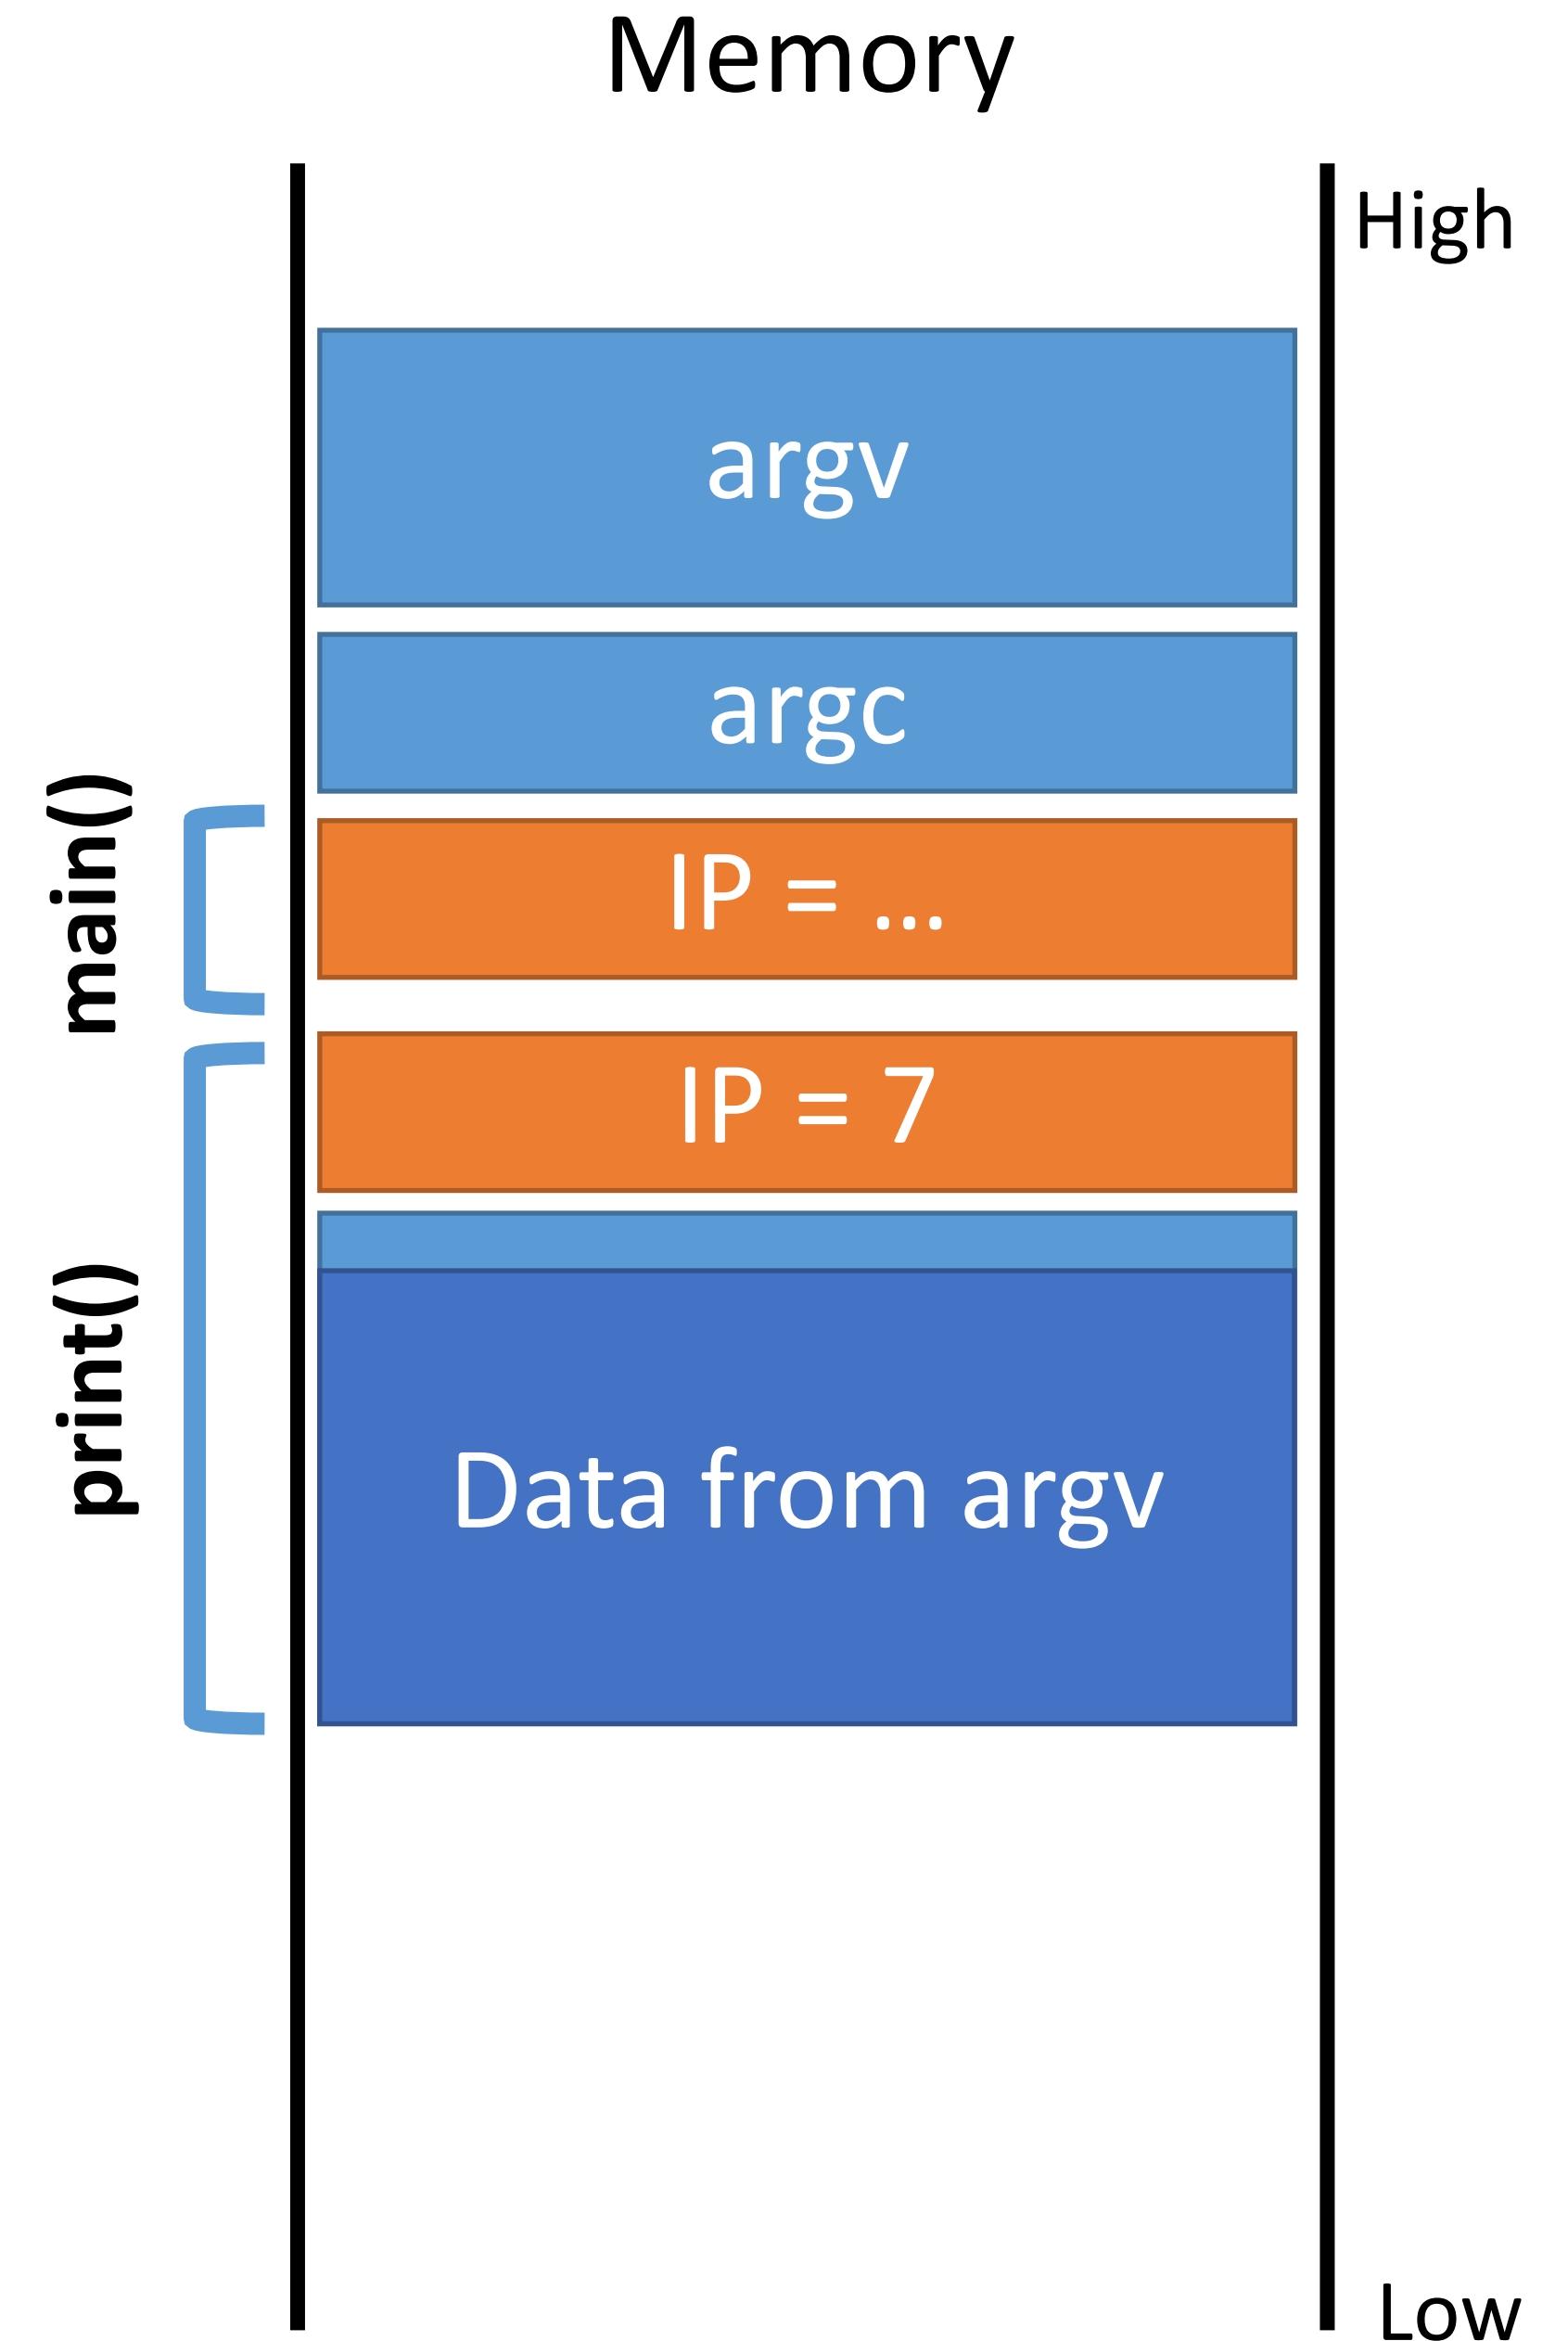 Memory
High
argv
argc
main()
IP = ...
IP = 7
print()
Data from argv
Low